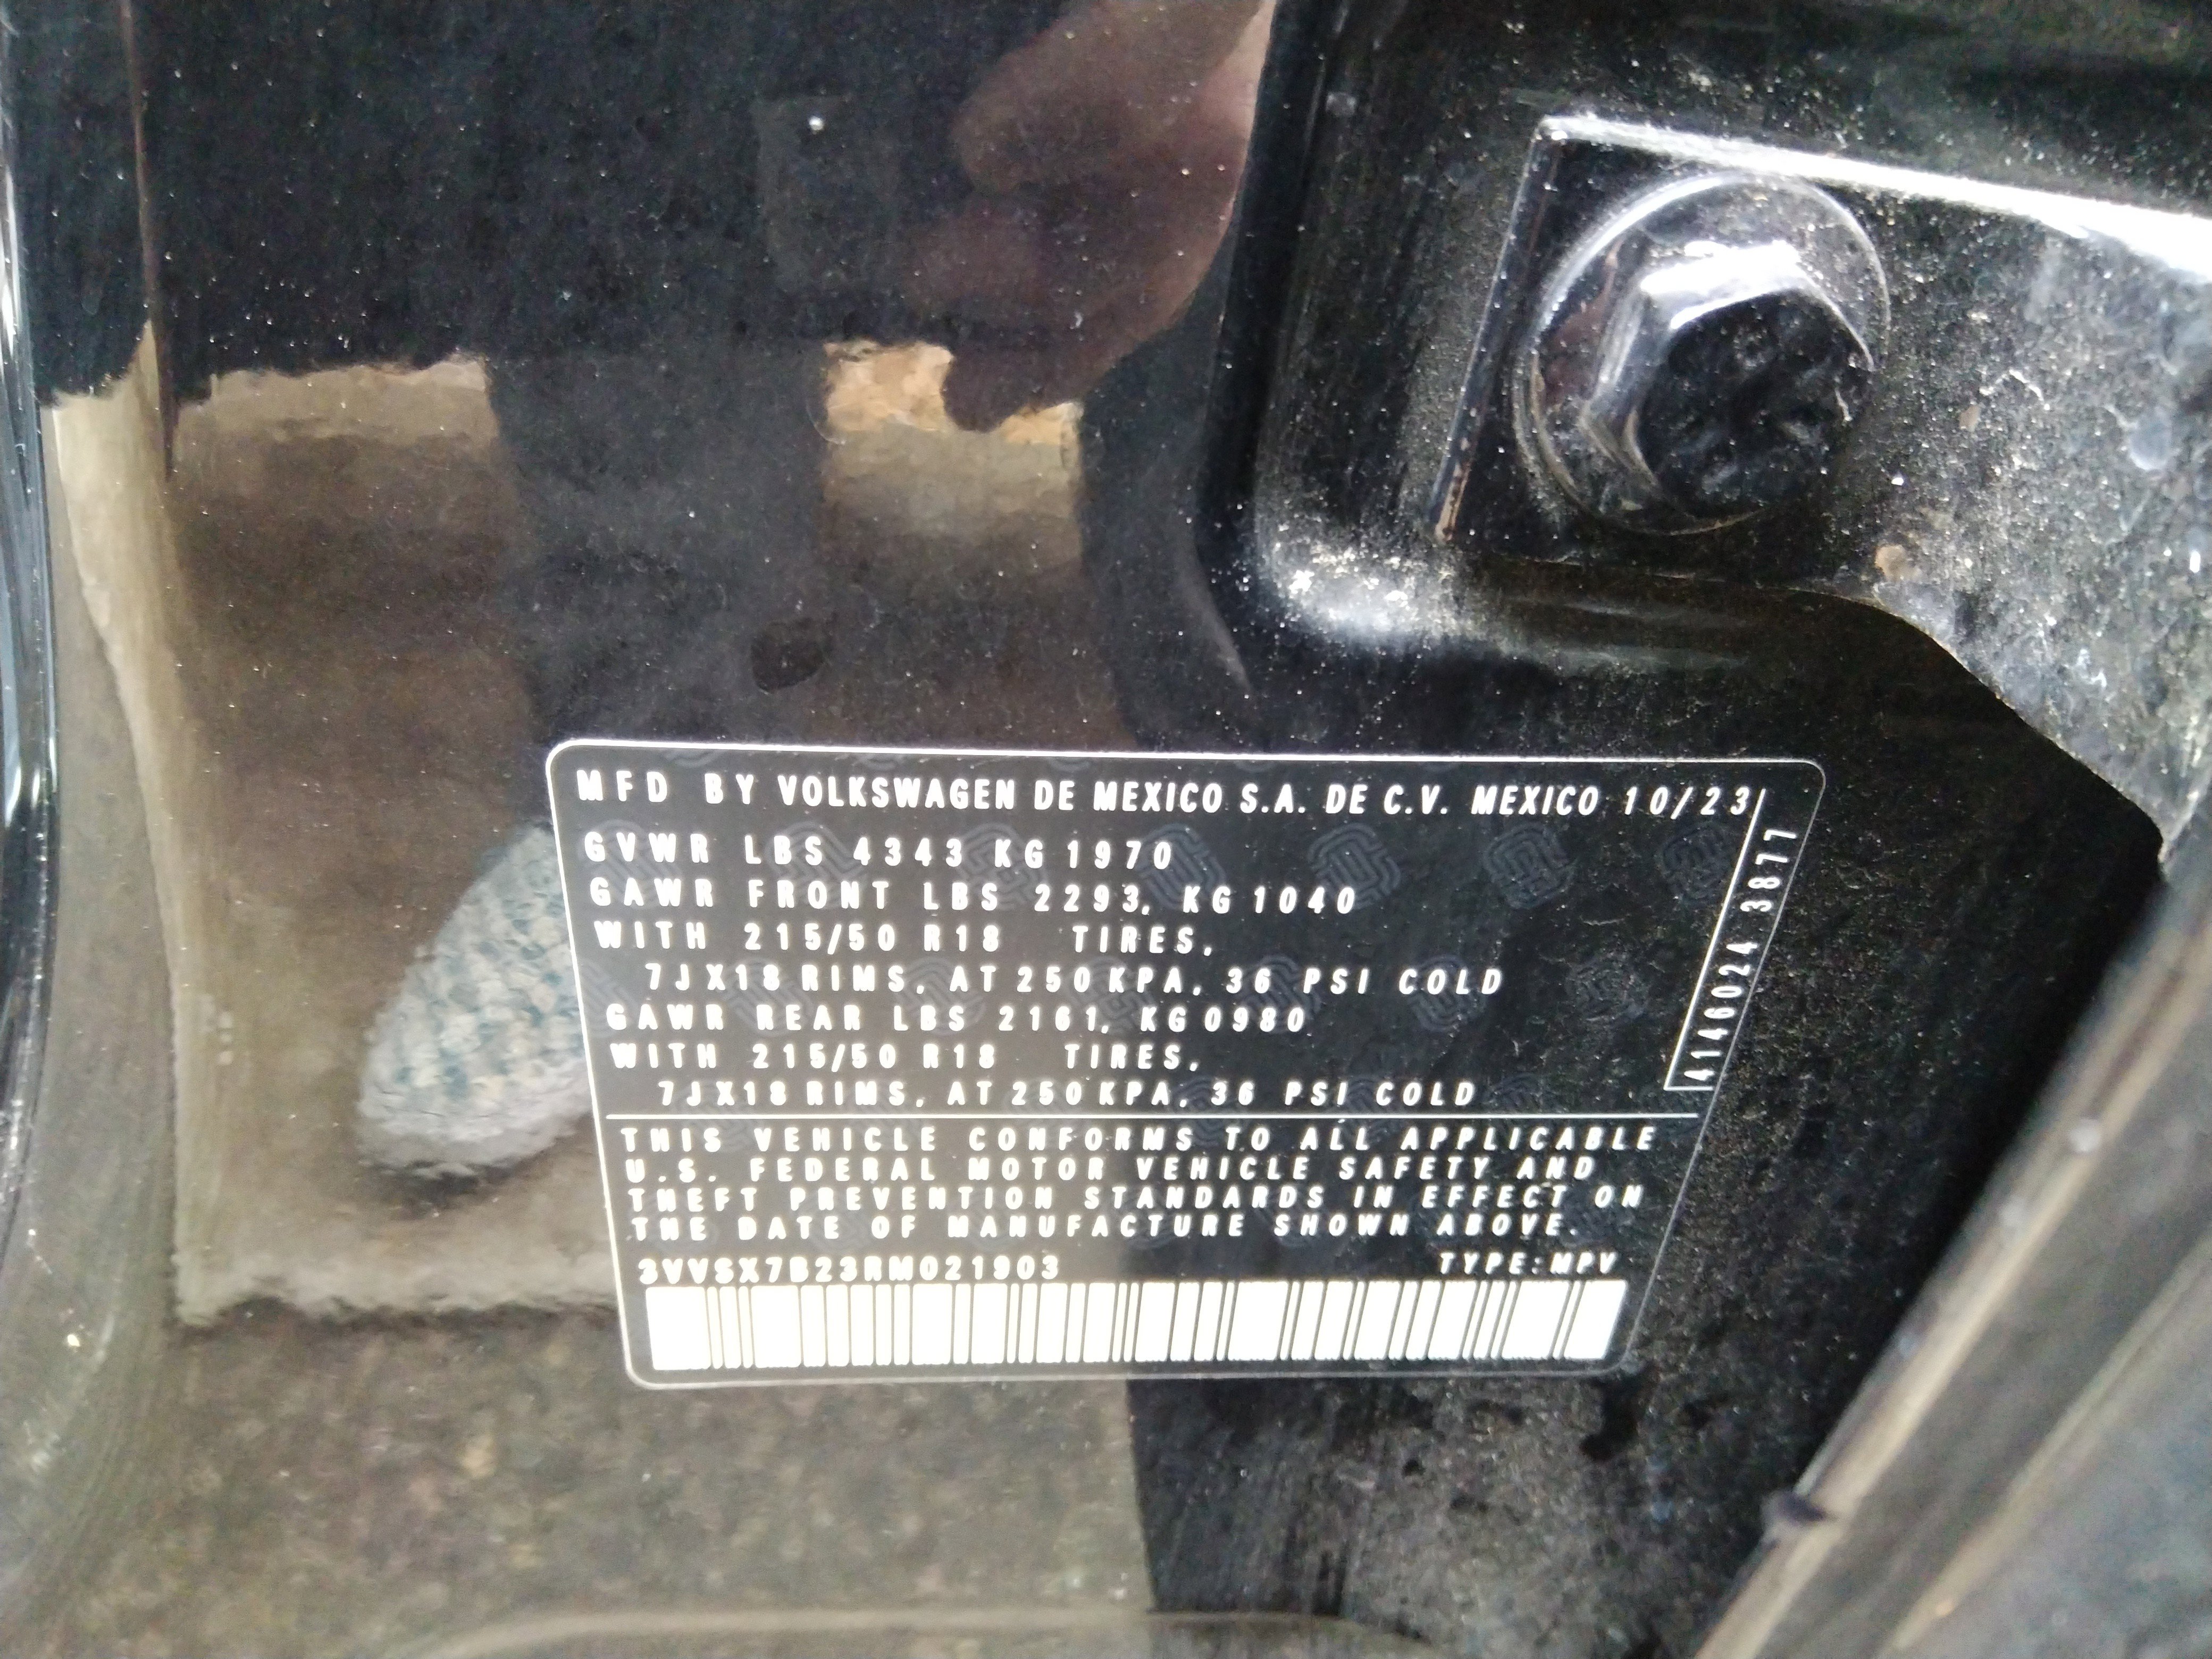 MFD BY VOLKSWAGEN DE MEXICO S.A. DE C.V. MEXICO 10/23
GVWR LBS 4343 KG 1970
GAWR FRONT LBS 2293, KG 1040
WITH 215/50 R18 TIRES,
7JX18 RIMS, AT 250 KPA, 36 PSI COLD
GAWR REAR LBS 2161, KG 0980
WITH 215/50 R18 TIRES,
7JX18 RIMS, AT 250 KPA, 36 PSI COLD
4146024 3877
THIS VEHICLE CONFORMS TO ALL APPLICABLE
U.S. FEDERAL MOTOR VEHICLE SAFETY AND
THEFT PREVENTION STANDARDS IN EFFECT ON
THE DATE OF MANUFACTURE SHOWN ABOVE.
3VVSX7B23RM021903 TYPE:MPV